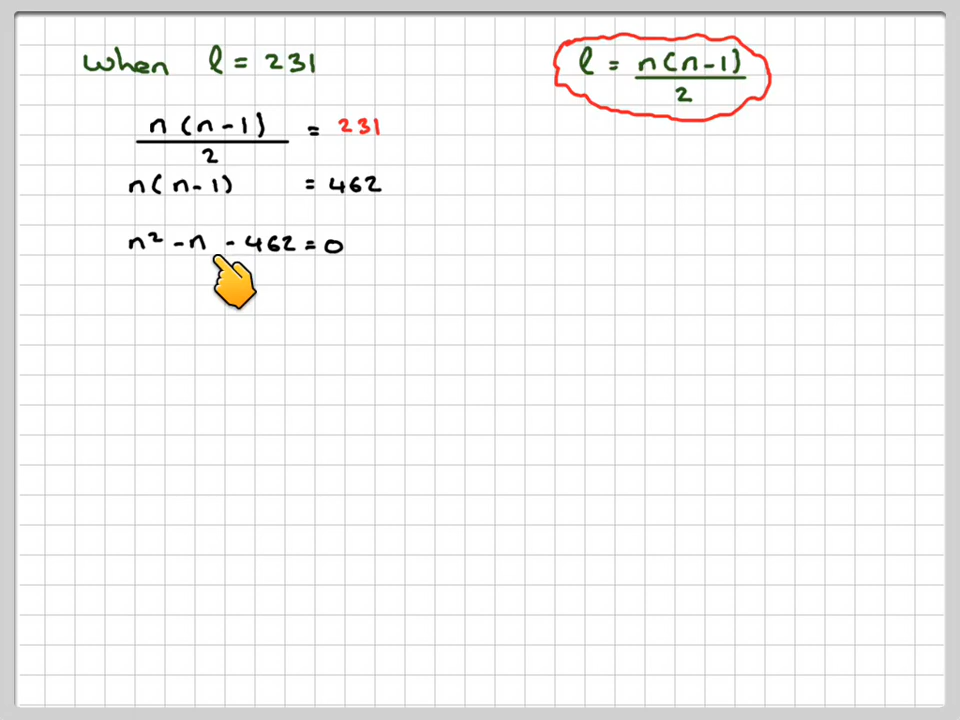 when l = 231
l = n(n-1)/2
n(n-1)/2 = 231
n(n-1) = 462
n² - n - 462 = 0